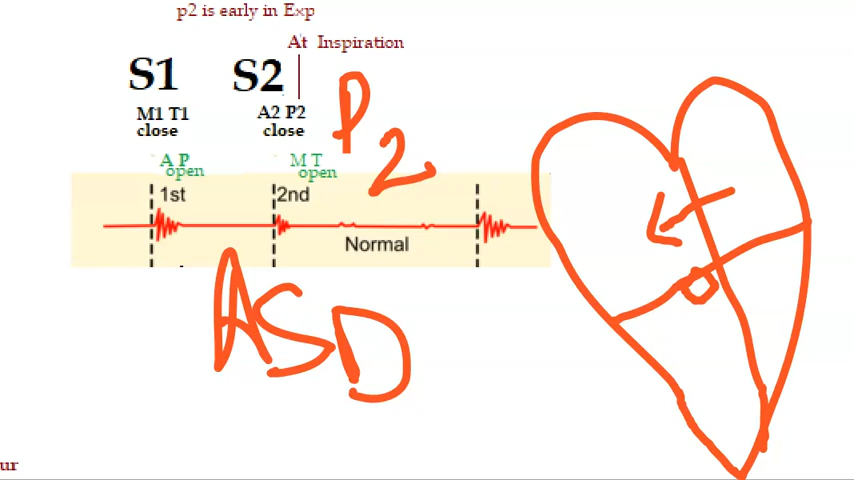 p2 is early in Exp
At Inspiration
S1 S2
P2
M1 T1 A2 P2
close close
A P M T
open open
1st 2nd
Normal
ASD
ur